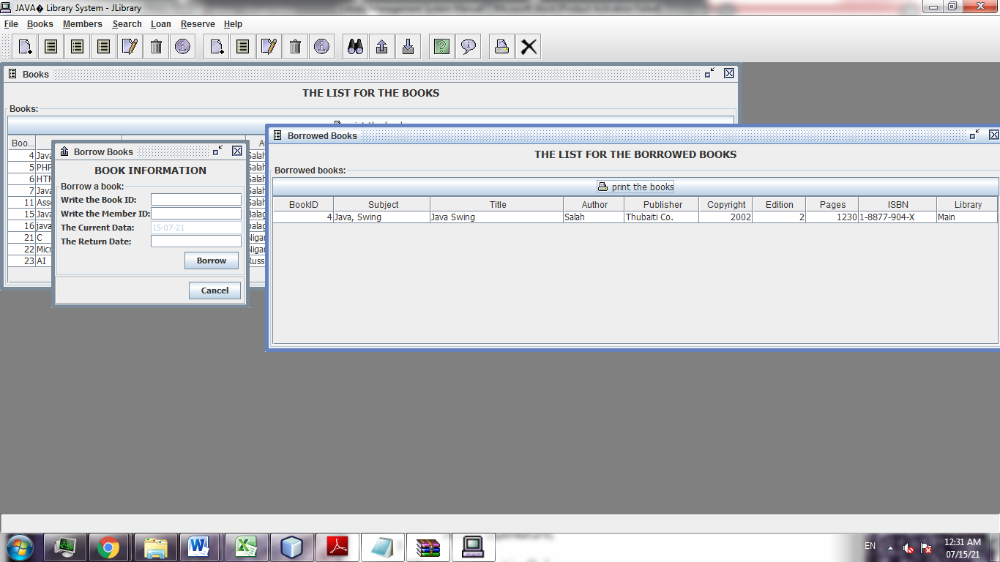 JAVA� Library System - JLibrary
File Books Members Search Loan Reserve Help
Books
THE LIST FOR THE BOOKS
Books:
Boo...
4 Java
5 PHP
6 HTM
7 Java
11 Asse
15 Java
16 java
21 C
22 Micr
23 AI
Salah
Salah
Salah
Salah
Salah
Nigar
Nigar
Russ
Borrow Books
BOOK INFORMATION
Borrow a book:
Write the Book ID:
Write the Member ID:
The Current Data: 15-07-21
The Return Date:
Borrow
Cancel
Borrowed Books
THE LIST FOR THE BORROWED BOOKS
Borrowed books:
print the books
BookID Subject Title Author Publisher Copyright Edition Pages ISBN Library
4 Java, Swing Java Swing Salah Thubaiti Co. 2002 2 1230 1-8877-904-X Main
EN
12:31 AM
07/15/21